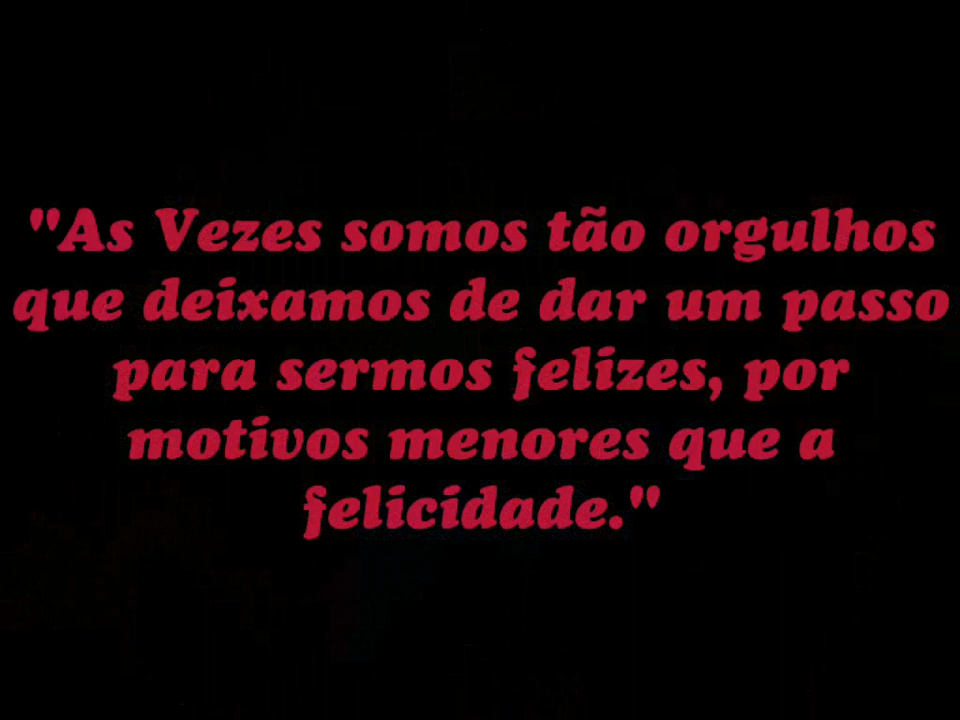 "As Vezes somos tão orgulhos
que deixamos de dar um passo
para sermos felizes, por
motivos menores que a
felicidade."